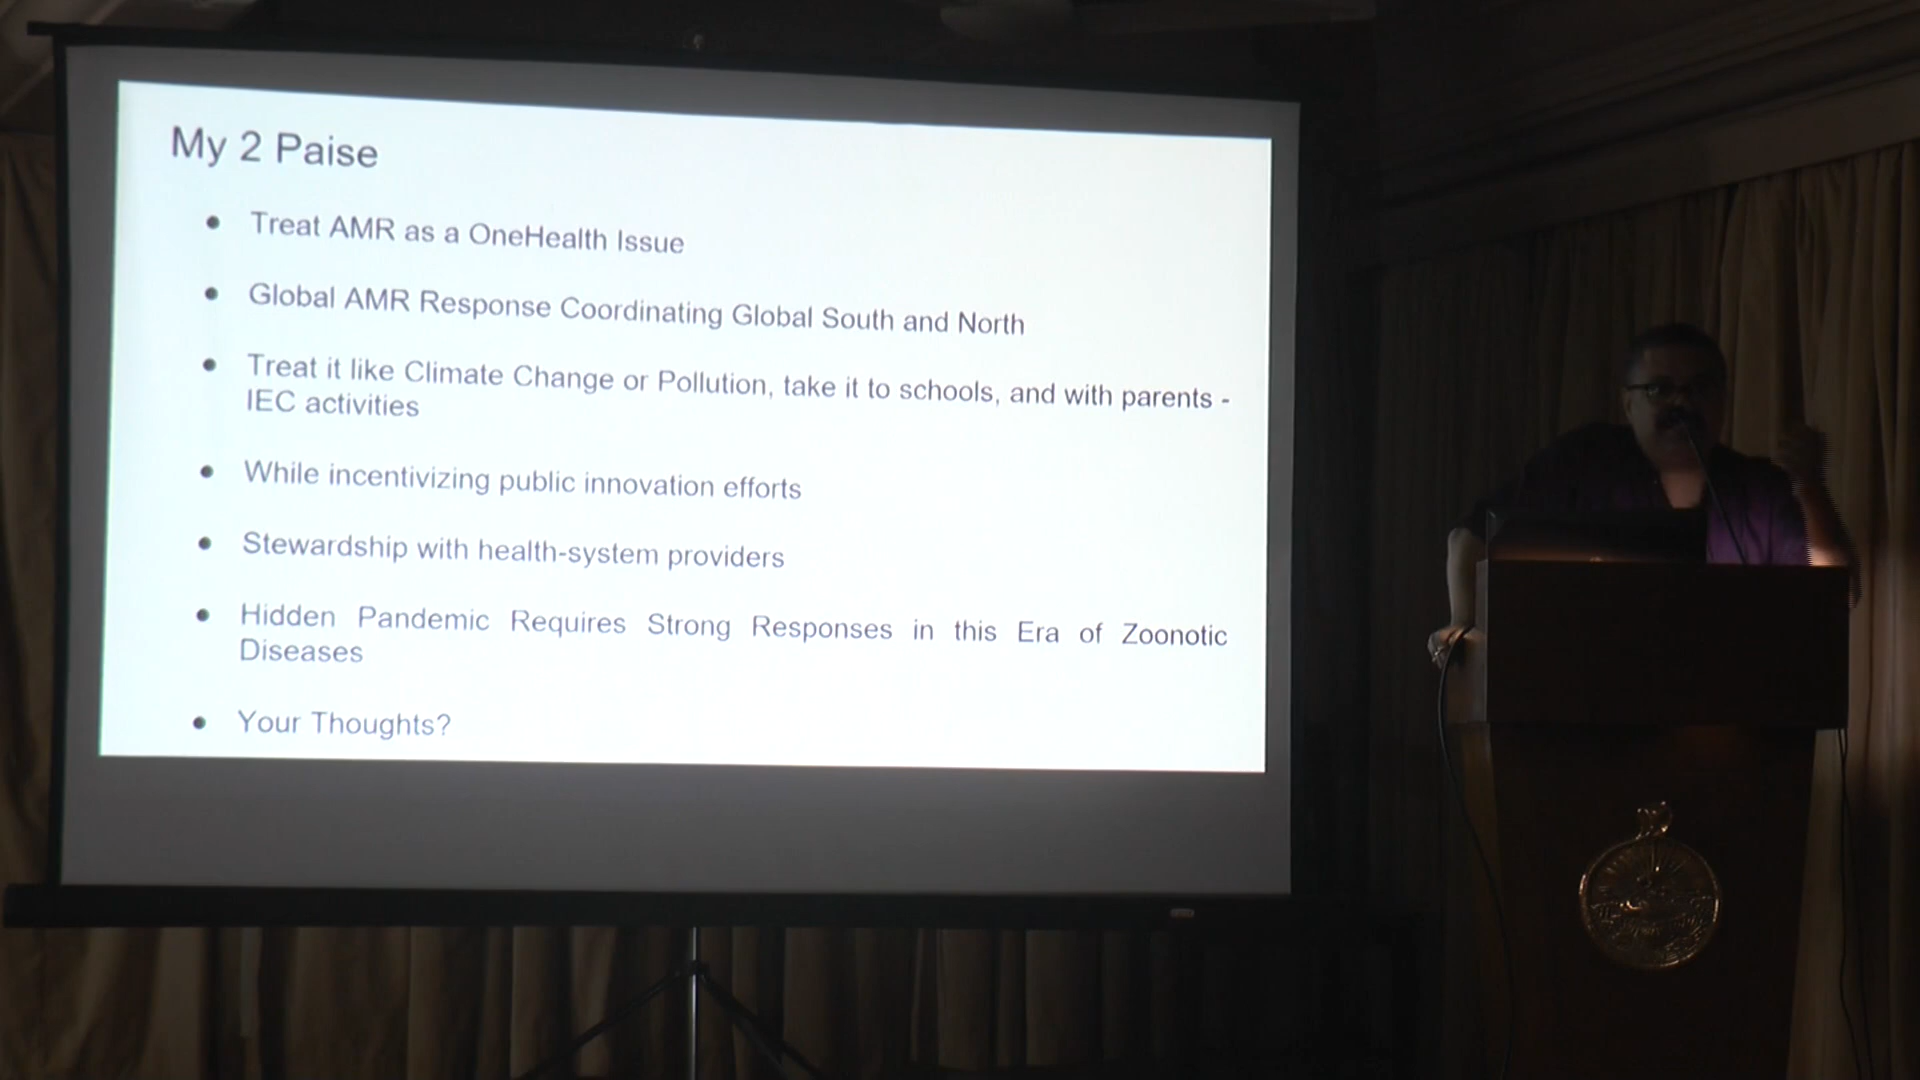 My 2 Paise
● Treat AMR as a OneHealth Issue
● Global AMR Response Coordinating Global South and North
● Treat it like Climate Change or Pollution, take it to schools, and with parents -
IEC activities
● While incentivizing public innovation efforts
● Stewardship with health-system providers
● Hidden Pandemic Requires Strong Responses in this Era of Zoonotic
Diseases
● Your Thoughts?